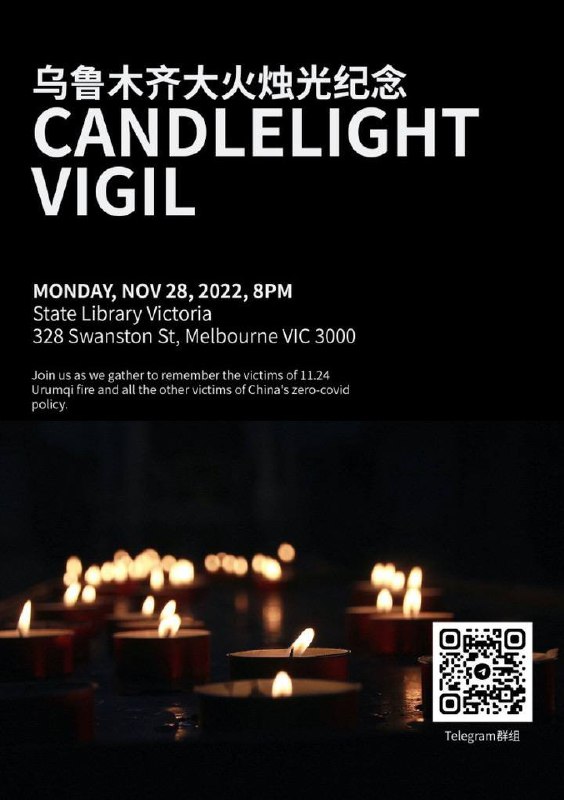 乌鲁木齐大火烛光纪念
CANDLELIGHT
VIGIL
MONDAY, NOV 28, 2022, 8PM
State Library Victoria
328 Swanston St, Melbourne VIC 3000
Join us as we gather to remember the victims of 11.24
Urumqi fire and all the other victims of China's zero-covid
policy.
Telegram群组